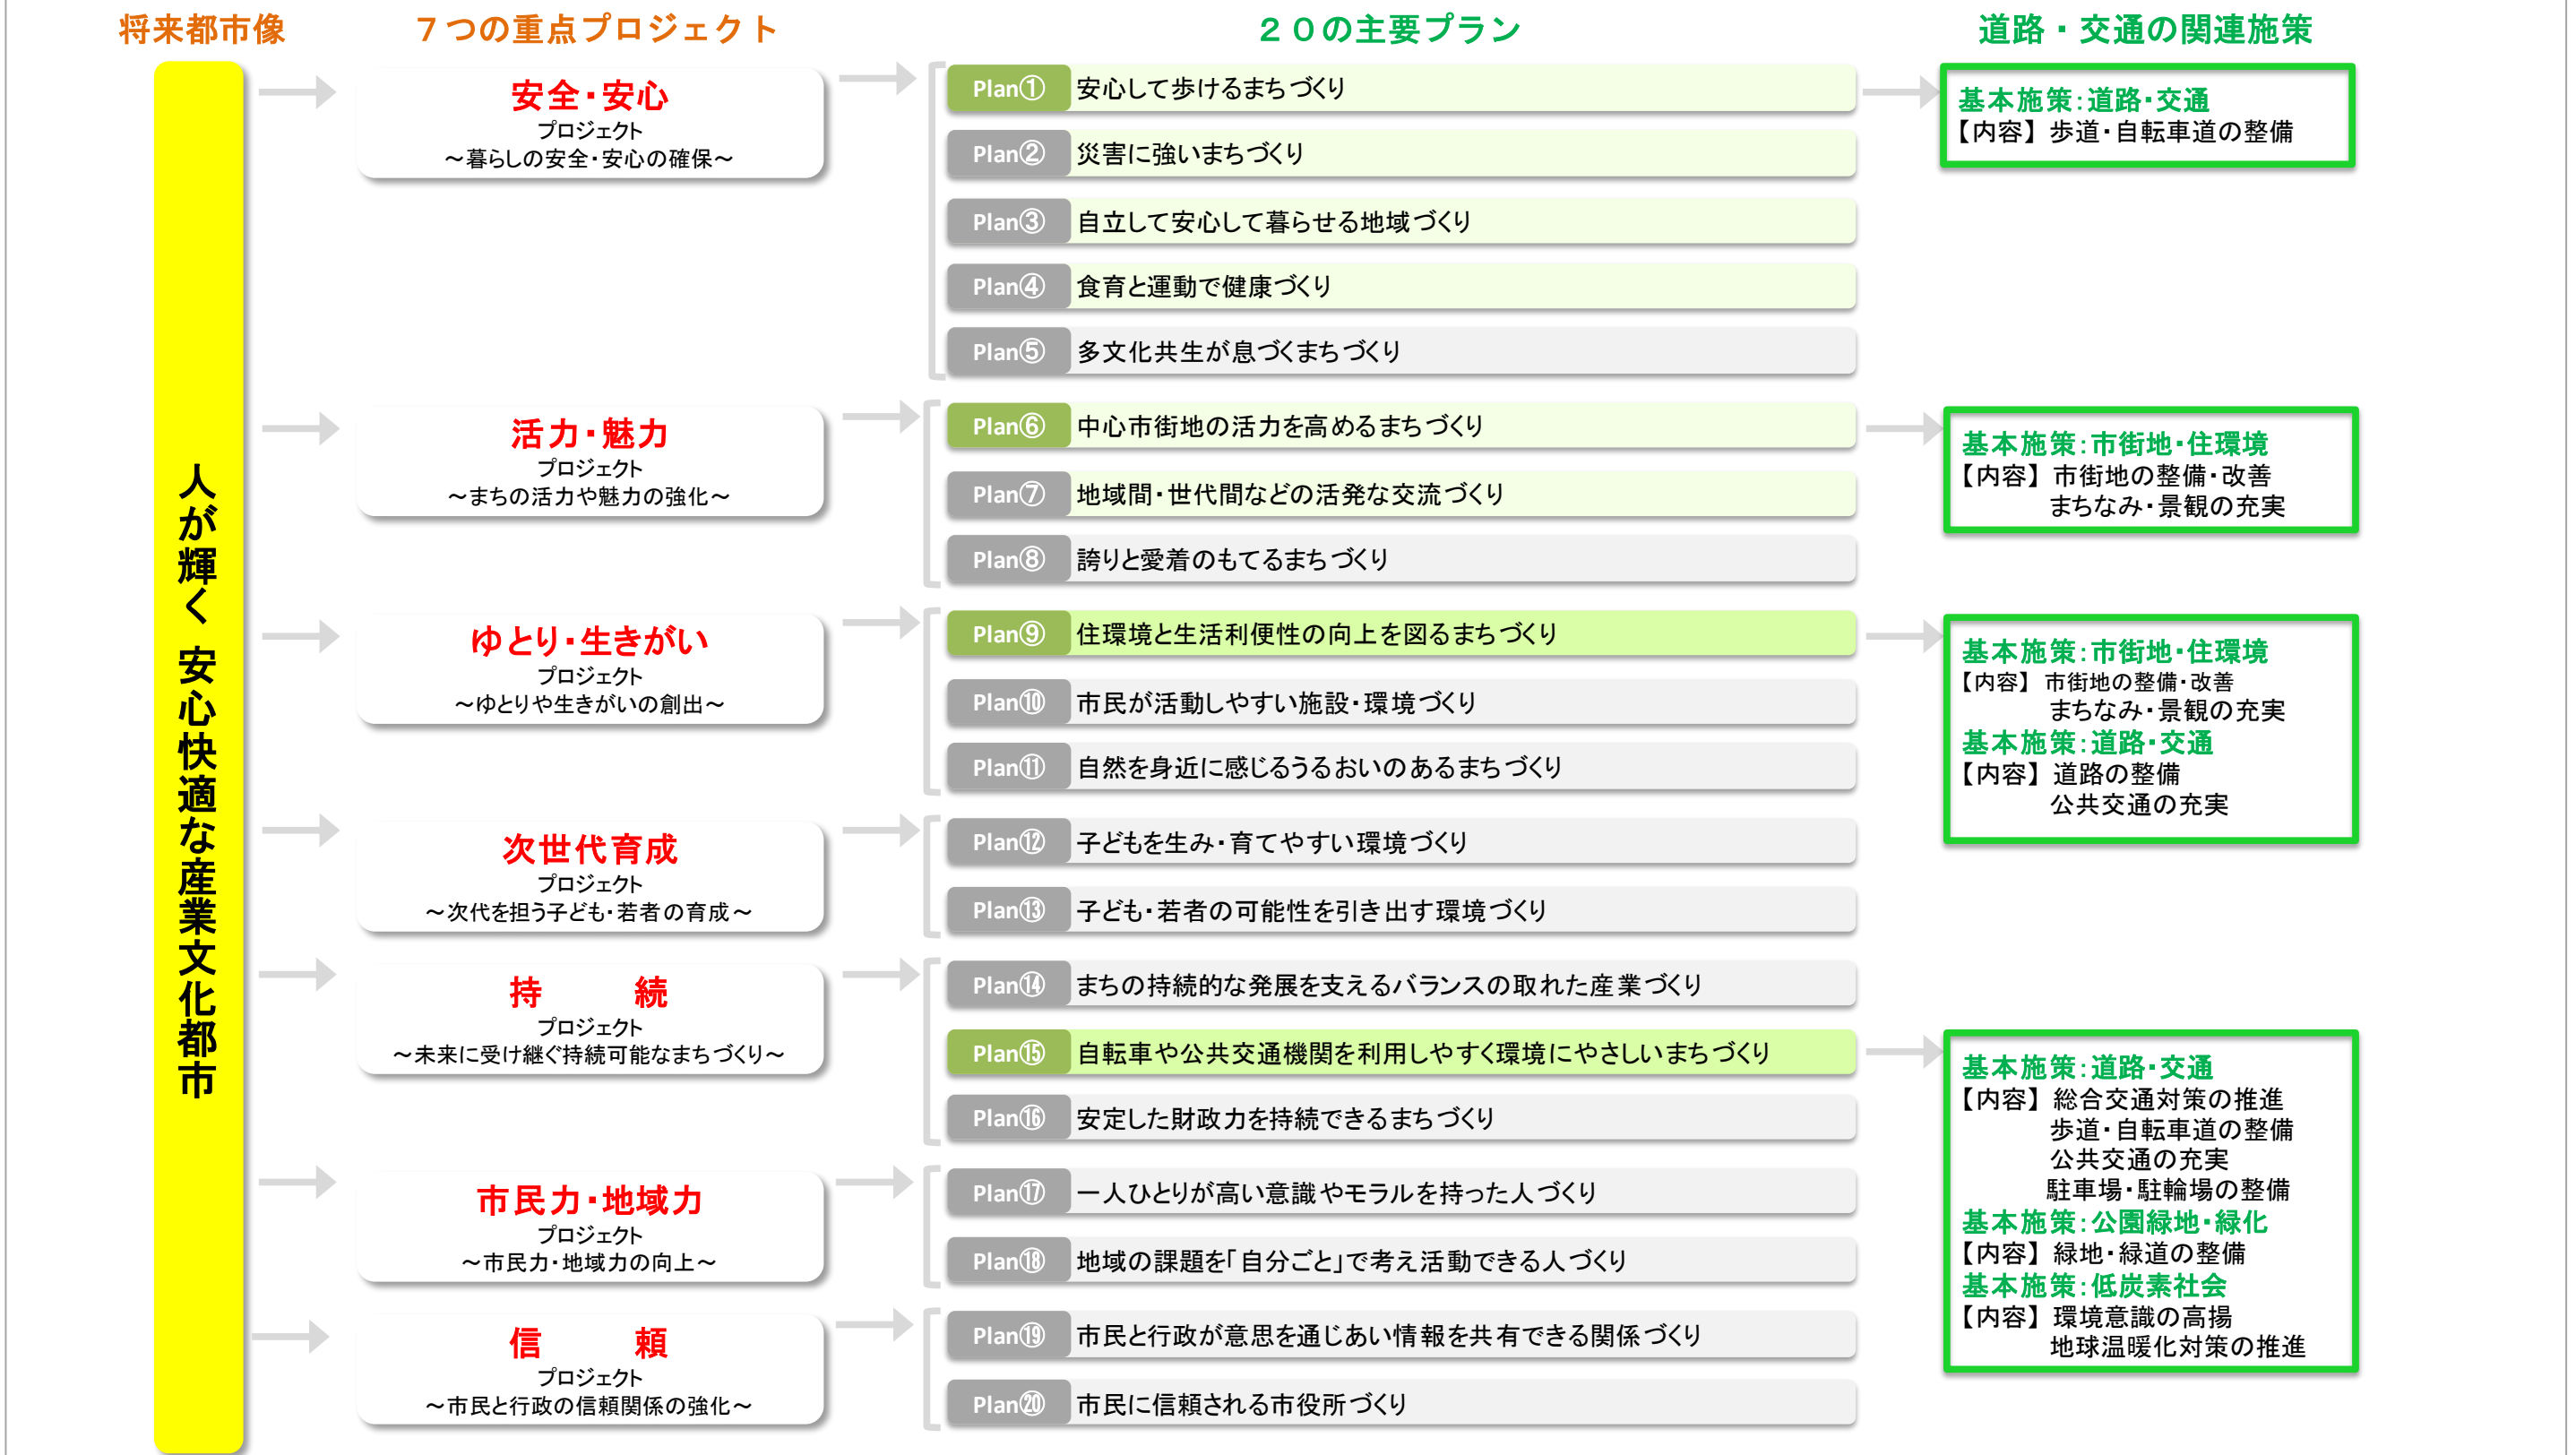 将来都市像
７つの重点プロジェクト
２０の主要プラン
道路・交通の関連施策
人が輝く 安心快適な産業文化都市
安全・安心
プロジェクト
～暮らしの安全・安心の確保～
Plan① 安心して歩けるまちづくり
Plan② 災害に強いまちづくり
Plan③ 自立して安心して暮らせる地域づくり
Plan④ 食育と運動で健康づくり
Plan⑤ 多文化共生が息づくまちづくり
基本施策：道路・交通
【内容】歩道・自転車道の整備
活力・魅力
プロジェクト
～まちの活力や魅力の強化～
Plan⑥ 中心市街地の活力を高めるまちづくり
Plan⑦ 地域間・世代間などの活発な交流づくり
Plan⑧ 誇りと愛着のもてるまちづくり
基本施策：市街地・住環境
【内容】市街地の整備・改善
まちなみ・景観の充実
ゆとり・生きがい
プロジェクト
～ゆとりや生きがいの創出～
Plan⑨ 住環境と生活利便性の向上を図るまちづくり
Plan⑩ 市民が活動しやすい施設・環境づくり
Plan⑪ 自然を身近に感じるうるおいのあるまちづくり
基本施策：市街地・住環境
【内容】市街地の整備・改善
まちなみ・景観の充実
基本施策：道路・交通
【内容】道路の整備
公共交通の充実
次世代育成
プロジェクト
～次代を担う子ども・若者の育成～
Plan⑫ 子どもを生み・育てやすい環境づくり
Plan⑬ 子ども・若者の可能性を引き出す環境づくり
持　続
プロジェクト
～未来に受け継ぐ持続可能なまちづくり～
Plan⑭ まちの持続的な発展を支えるバランスの取れた産業づくり
Plan⑮ 自転車や公共交通機関を利用しやすく環境にやさしいまちづくり
Plan⑯ 安定した財政力を持続できるまちづくり
基本施策：道路・交通
【内容】総合交通対策の推進
歩道・自転車道の整備
公共交通の充実
駐車場・駐輪場の整備
基本施策：公園緑地・緑化
【内容】緑地・緑道の整備
基本施策：低炭素社会
【内容】環境意識の高揚
地球温暖化対策の推進
市民力・地域力
プロジェクト
～市民力・地域力の向上～
Plan⑰ 一人ひとりが高い意識やモラルを持った人づくり
Plan⑱ 地域の課題を「自分ごと」で考え活動できる人づくり
信　頼
プロジェクト
～市民と行政の信頼関係の強化～
Plan⑲ 市民と行政が意思を通じあい情報を共有できる関係づくり
Plan⑳ 市民に信頼される市役所づくり